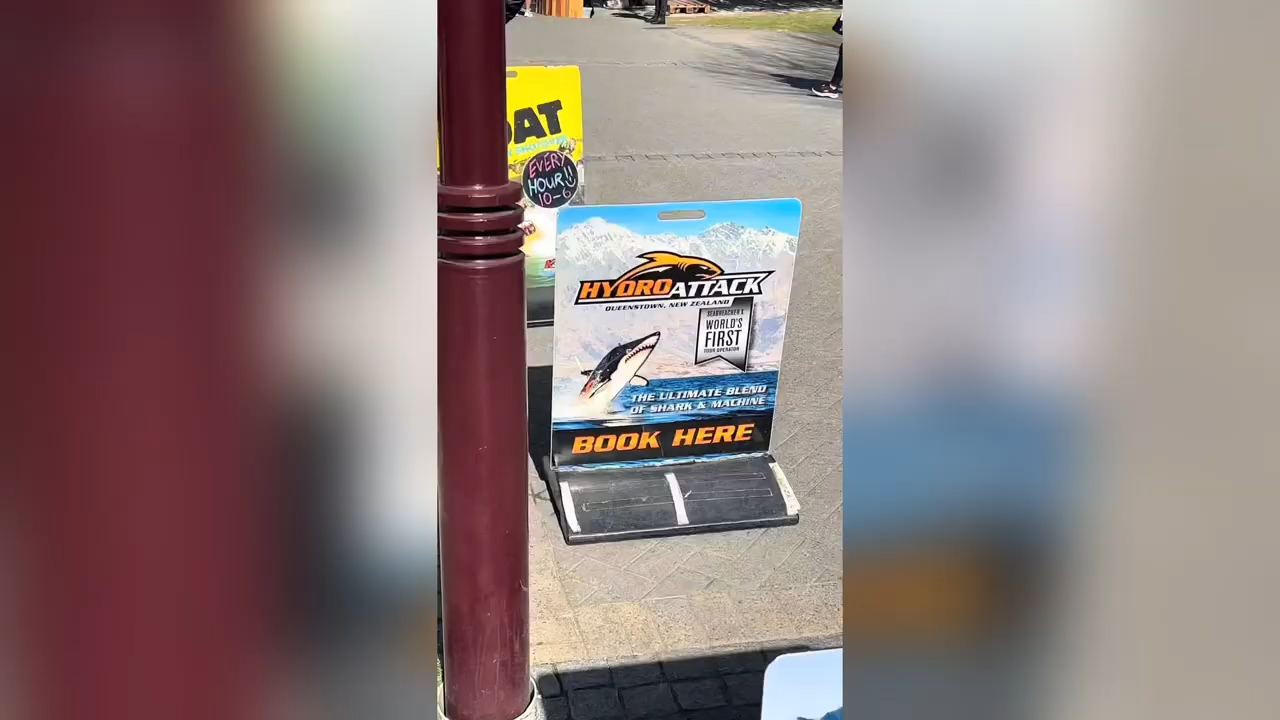 EVERY
HOUR!!
10-6
HYDROATTACK
QUEENSTOWN, NEW ZEALAND
SEABREACHER X
WORLD'S
FIRST
TOUR OPERATOR
THE ULTIMATE BLEND
OF SHARK & MACHINE
BOOK HERE